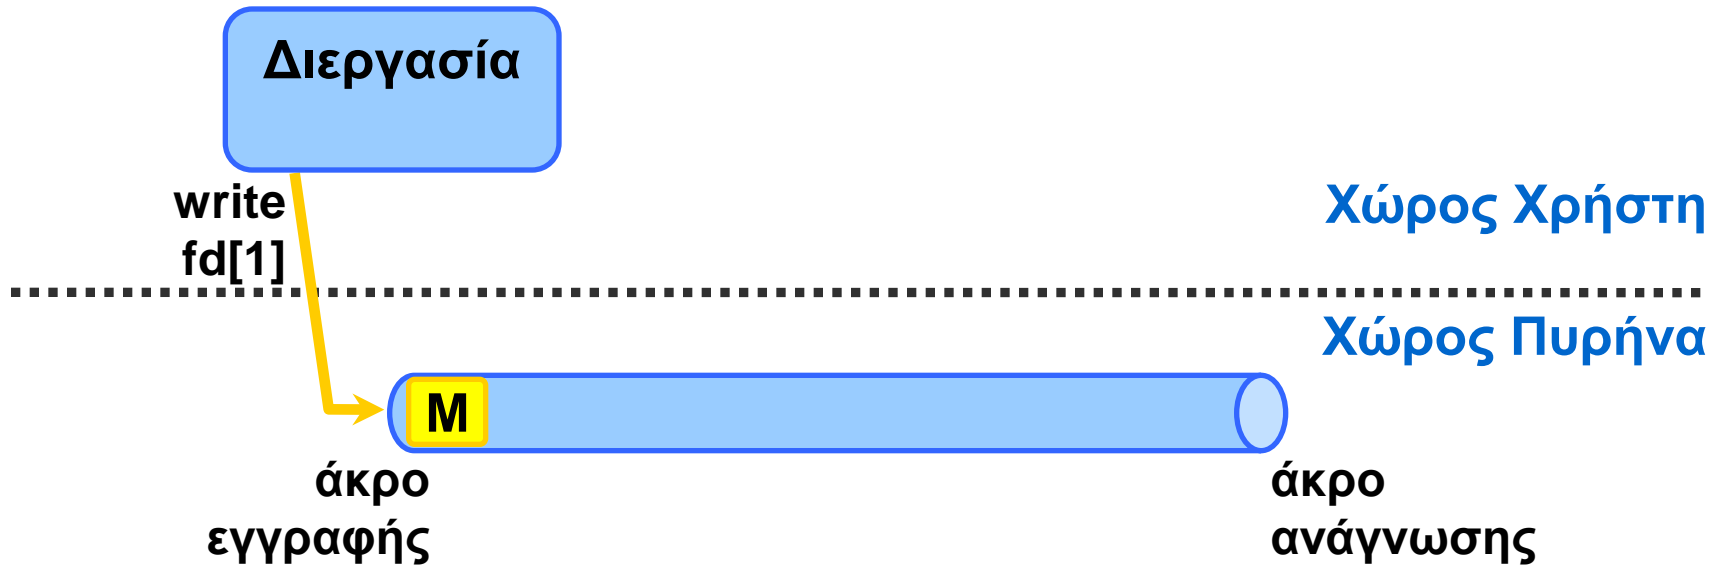 Διεργασία
write
fd[1]
Χώρος Χρήστη
Χώρος Πυρήνα
M
άκρο
εγγραφής
άκρο
ανάγνωσης